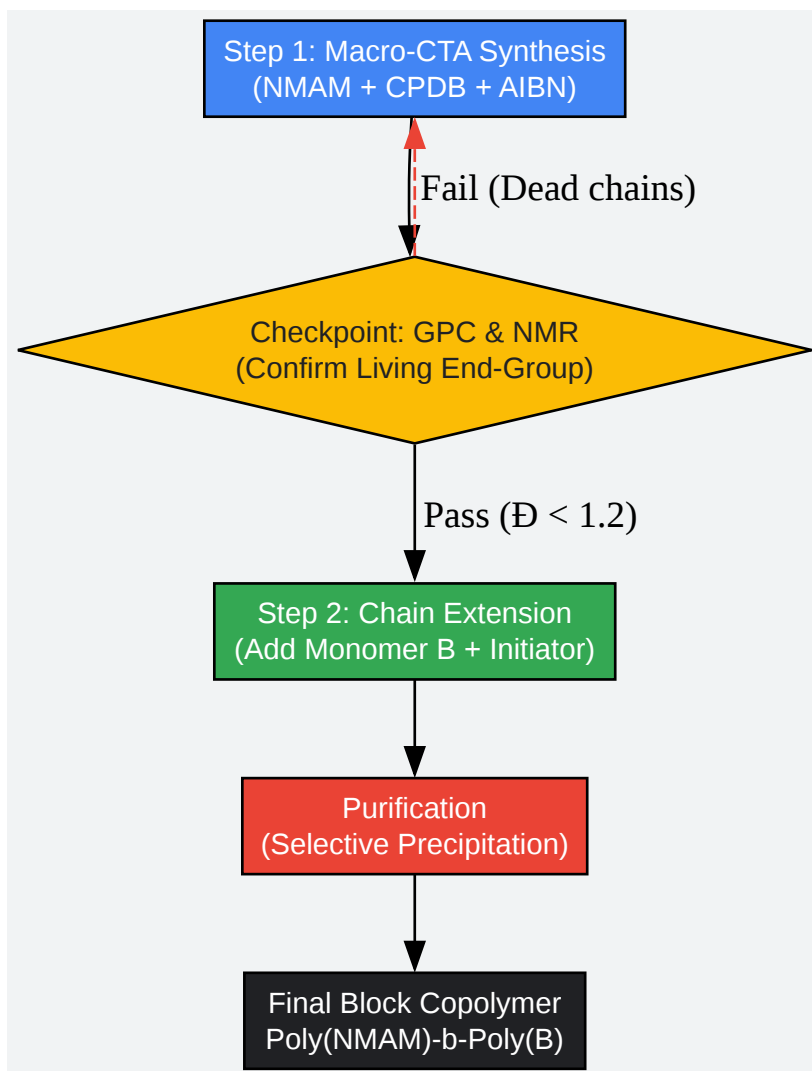 Step 1: Macro-CTA Synthesis
(NMAM + CPDB + AIBN)
Fail (Dead chains)
Checkpoint: GPC & NMR
(Confirm Living End-Group)
Pass (Đ < 1.2)
Step 2: Chain Extension
(Add Monomer B + Initiator)
Purification
(Selective Precipitation)
Final Block Copolymer
Poly(NMAM)-b-Poly(B)